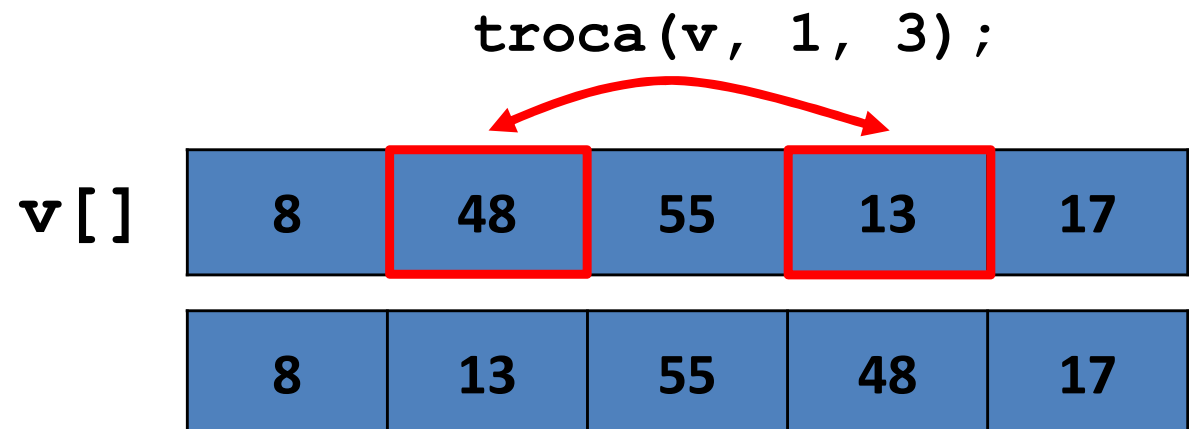 troca(v, 1, 3);
v[] 8 48 55 13 17
8 13 55 48 17